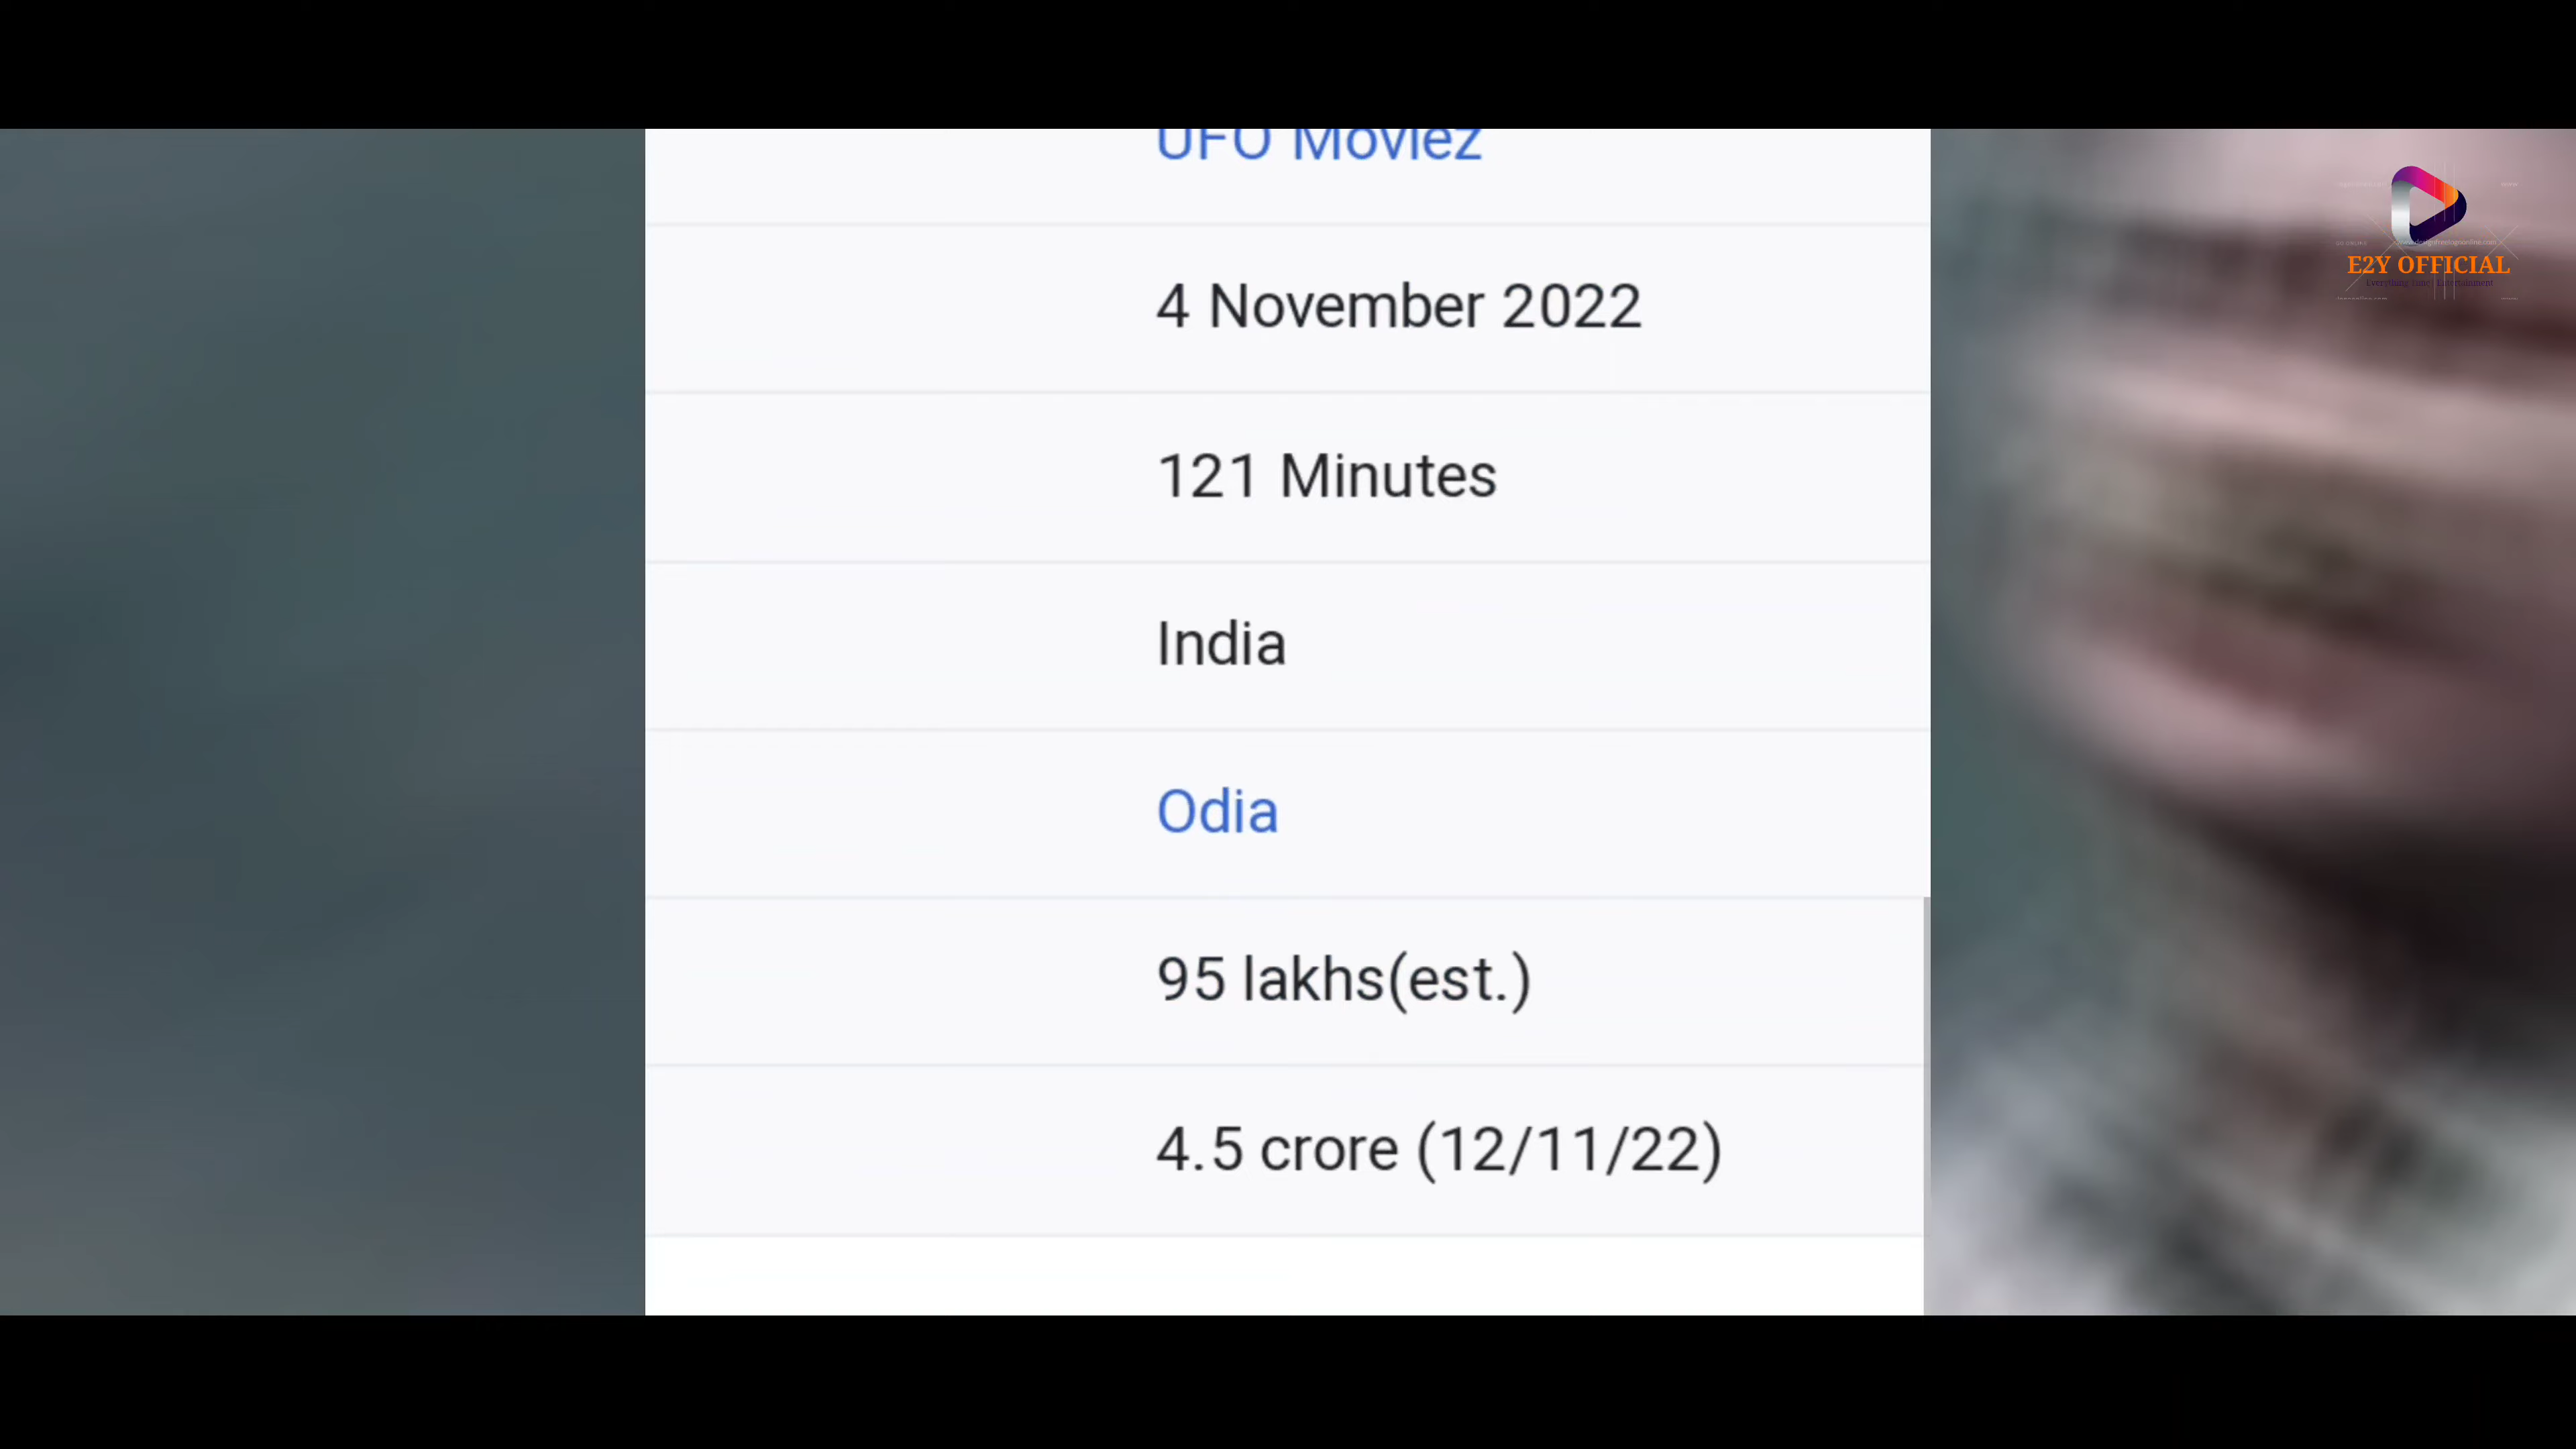 UFO Moviez
4 November 2022
121 Minutes
India
Odia
95 lakhs(est.)
4.5 crore (12/11/22)
E2Y OFFICIAL